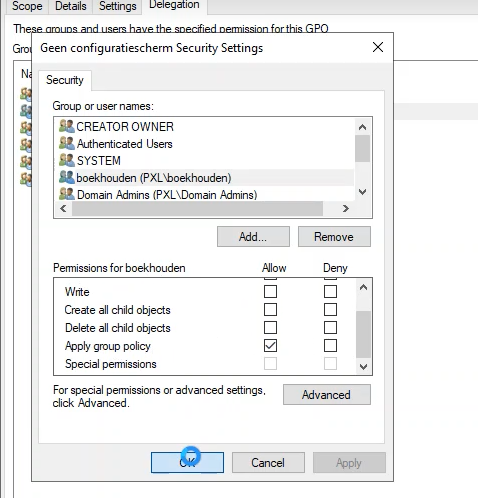 Scope Details Settings Delegation
These groups and users have the specified permission for this GPO
Grou
Geen configuratiescherm Security Settings
Na
Security
Group or user names:
CREATOR OWNER
Authenticated Users
SYSTEM
boekhouden (PXL\boekhouden)
Domain Admins (PXL\Domain Admins)
Add... Remove
Permissions for boekhouden Allow Deny
Write
Create all child objects
Delete all child objects
Apply group policy
Special permissions
For special permissions or advanced settings,
click Advanced.
Advanced
OK Cancel Apply